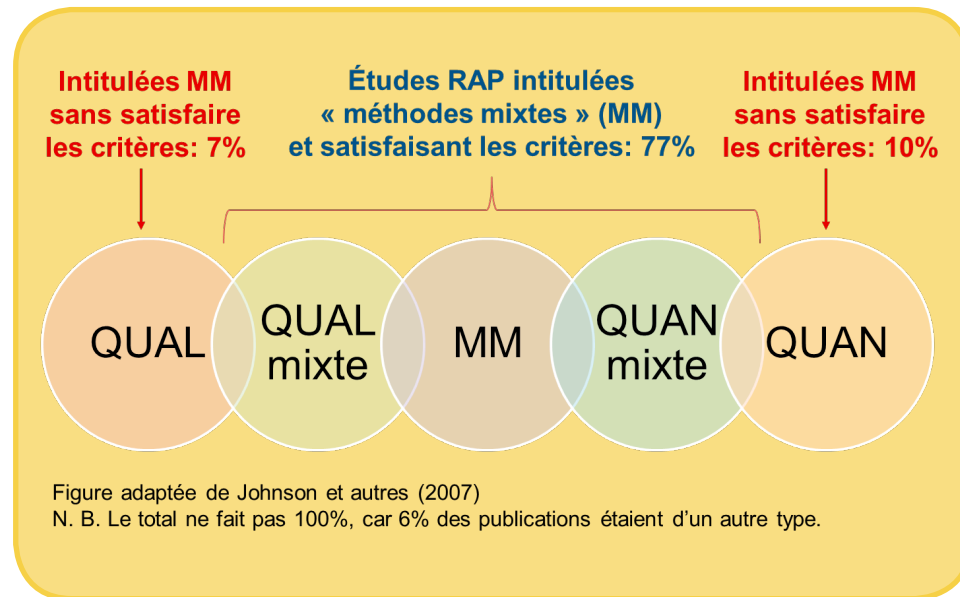 Intitulées MM
sans satisfaire
les critères: 7%
Études RAP intitulées
« méthodes mixtes » (MM)
et satisfaisant les critères: 77%
Intitulées MM
sans satisfaire
les critères: 10%
QUAL
QUAL
mixte
MM
QUAN
mixte
QUAN
Figure adaptée de Johnson et autres (2007)
N. B. Le total ne fait pas 100%, car 6% des publications étaient d'un autre type.